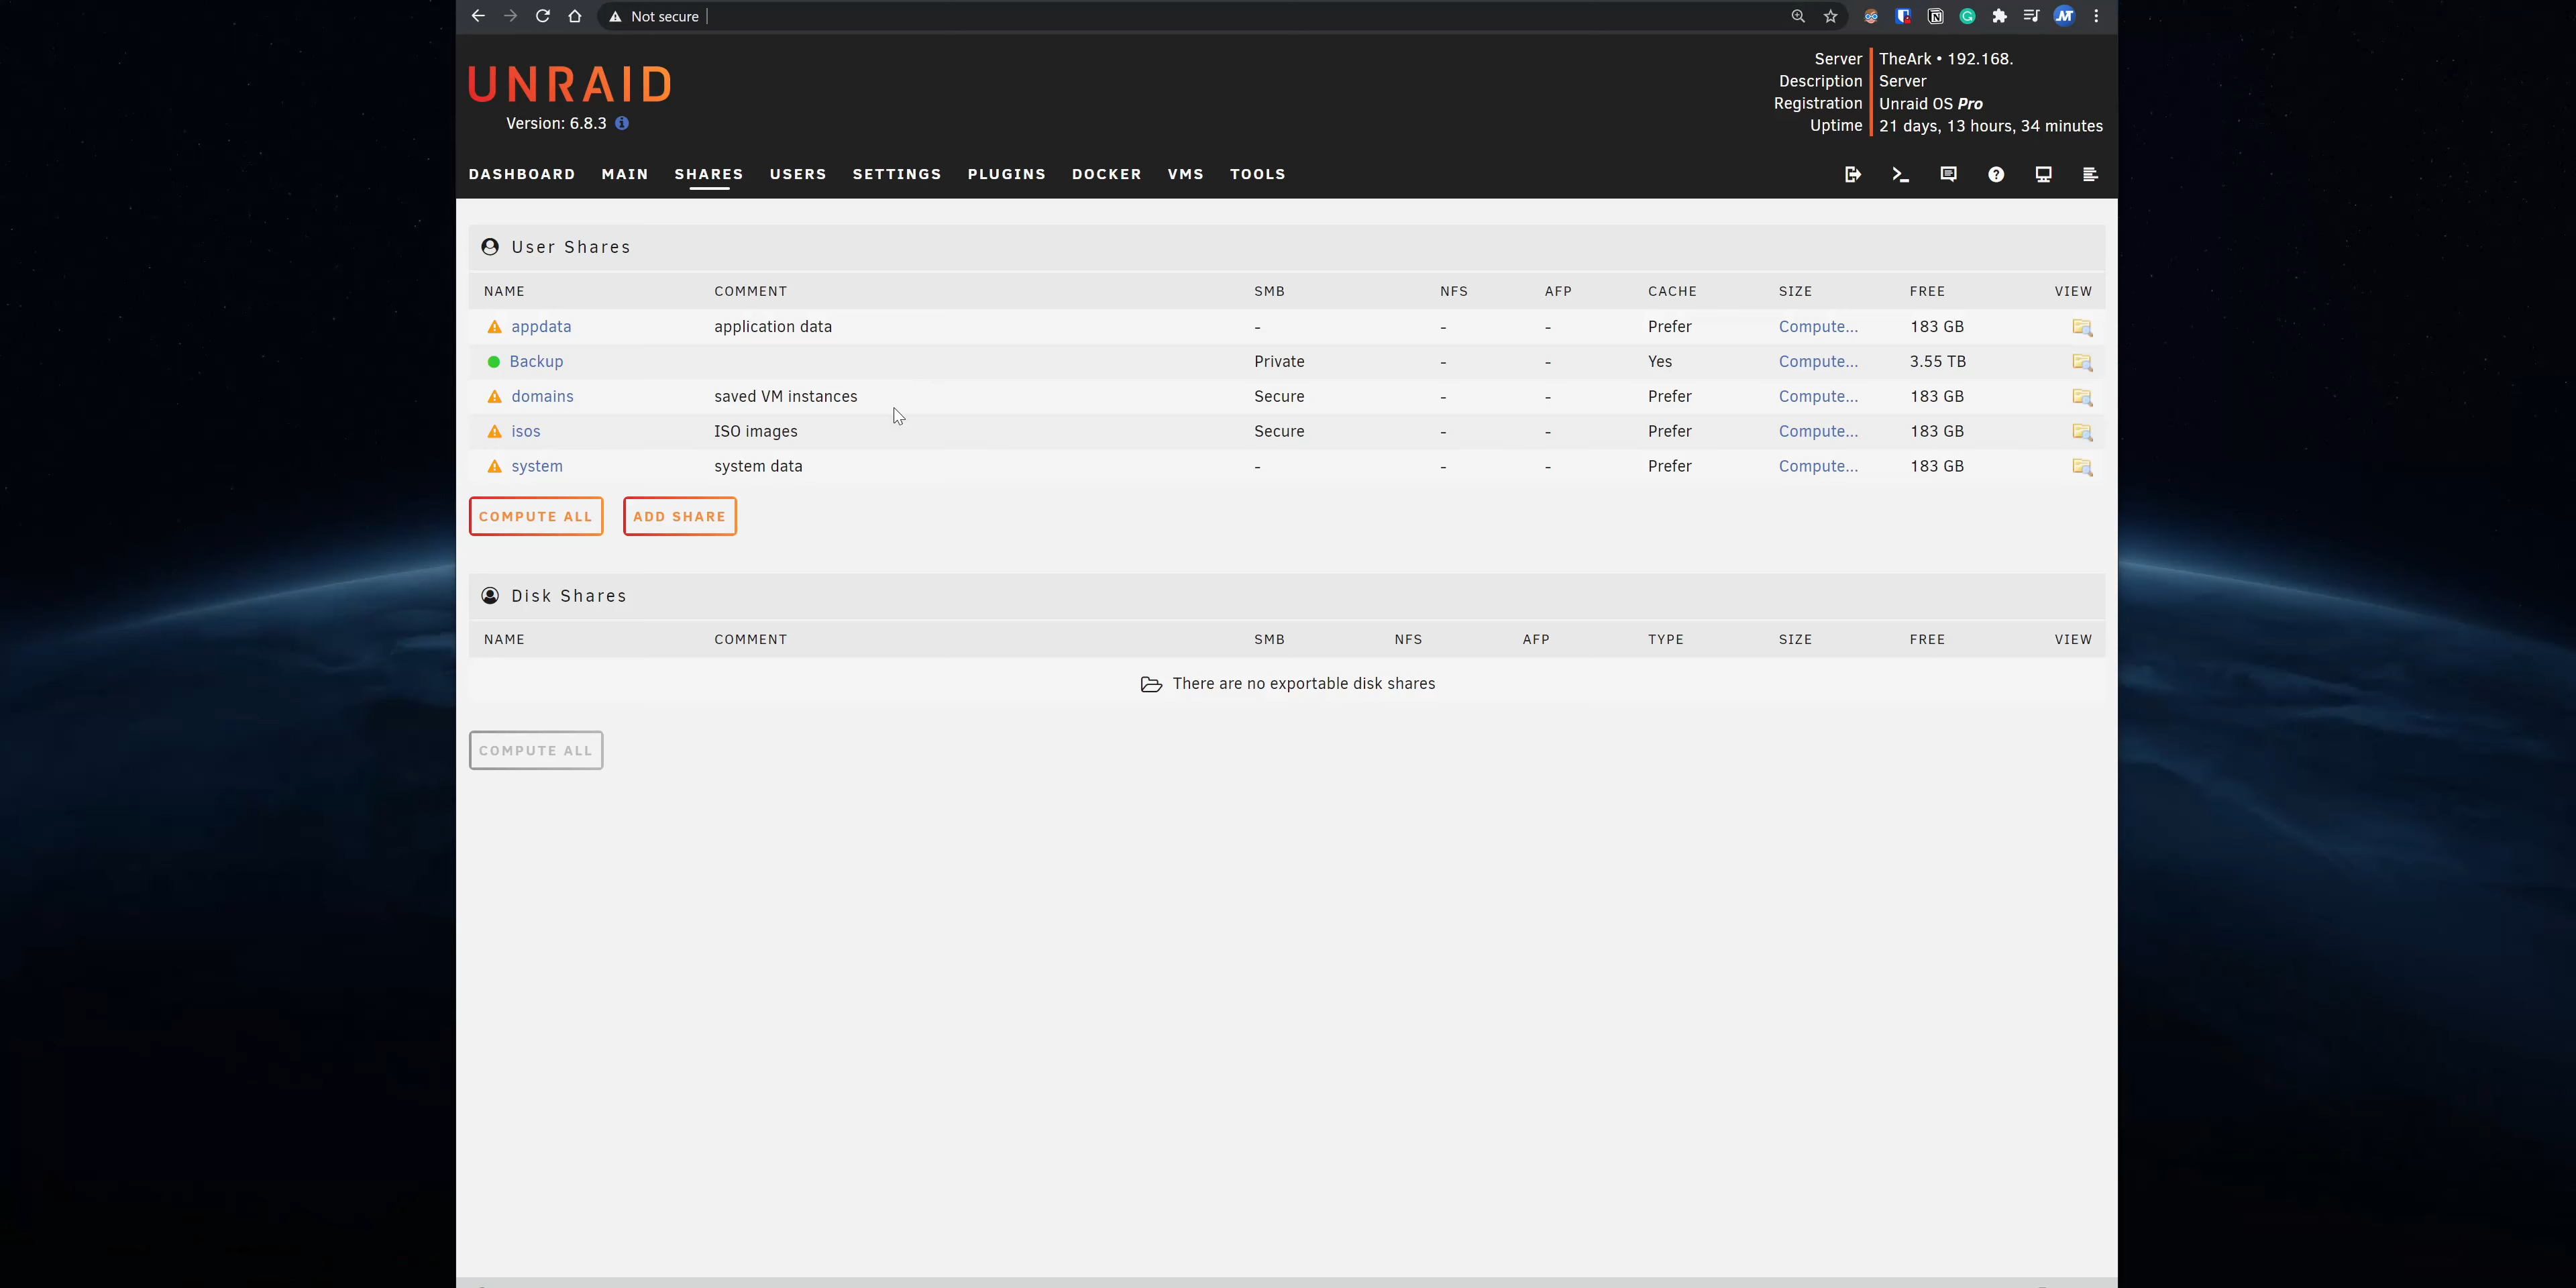 Not secure
UNRAID
Version: 6.8.3
Server TheArk • 192.168.
Description Server
Registration Unraid OS Pro
Uptime 21 days, 13 hours, 34 minutes
DASHBOARD MAIN SHARES USERS SETTINGS PLUGINS DOCKER VMS TOOLS
User Shares
NAME COMMENT SMB NFS AFP CACHE SIZE FREE VIEW
appdata application data - - - Prefer Compute... 183 GB
Backup Private - - Yes Compute... 3.55 TB
domains saved VM instances Secure - - Prefer Compute... 183 GB
isos ISO images Secure - - Prefer Compute... 183 GB
system system data - - - Prefer Compute... 183 GB
COMPUTE ALL ADD SHARE
Disk Shares
NAME COMMENT SMB NFS AFP TYPE SIZE FREE VIEW
There are no exportable disk shares
COMPUTE ALL